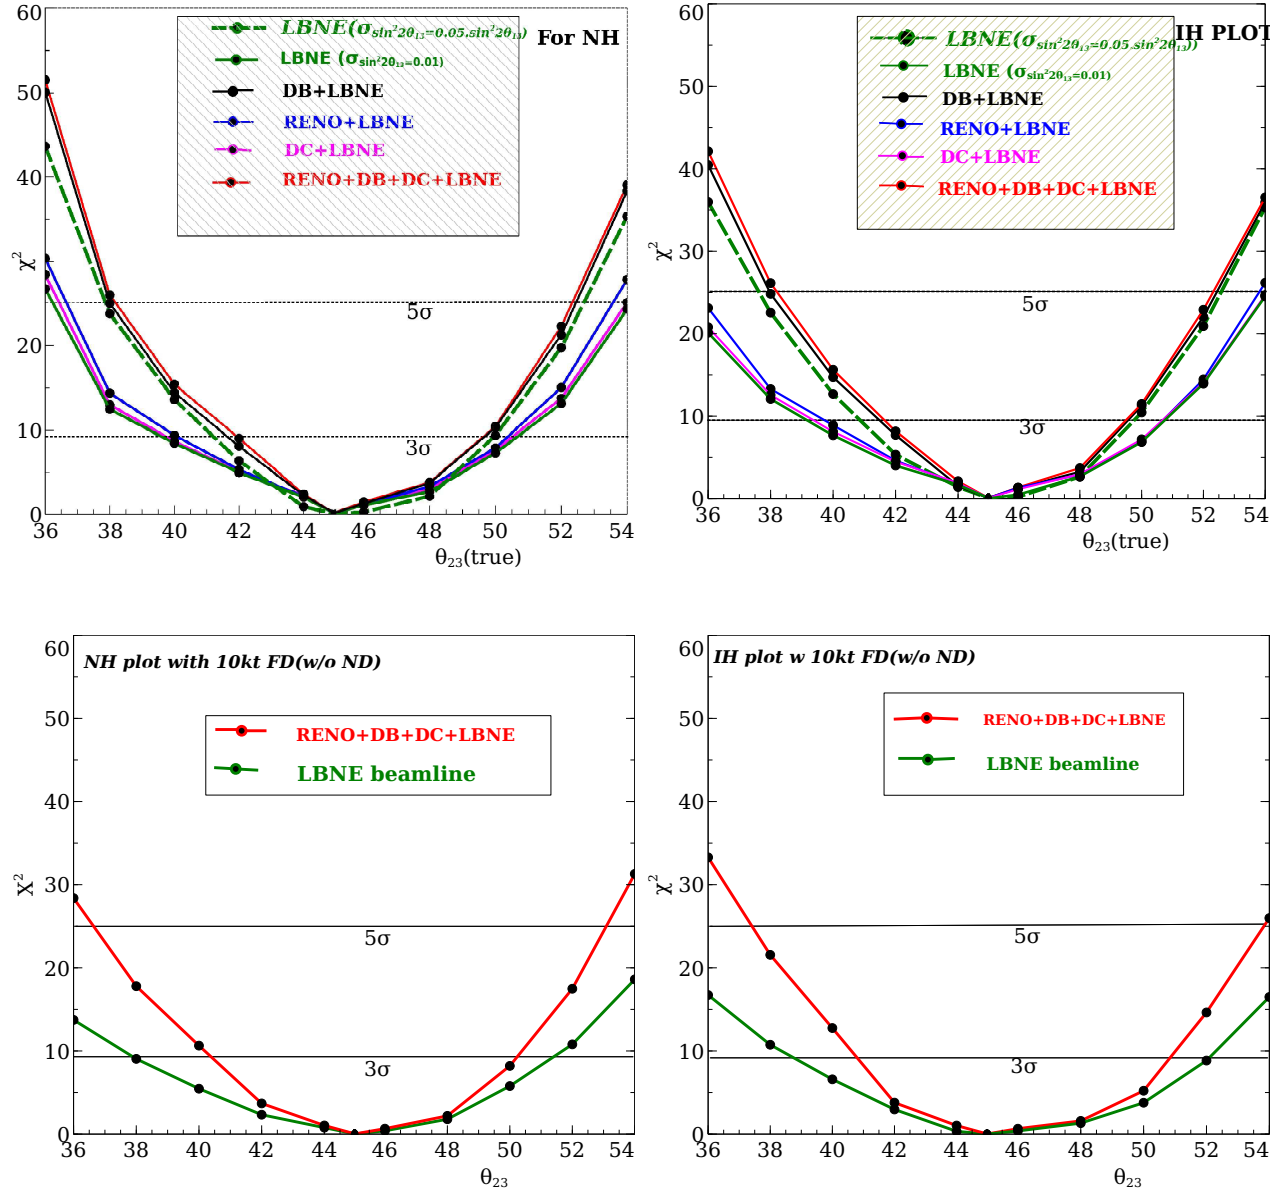 For NH
LBNE(σsin²2θ₁₃=0.05.sin²2θ₁₃)
LBNE (σsin²2θ₁₃=0.01)
DB+LBNE
RENO+LBNE
DC+LBNE
RENO+DB+DC+LBNE
60
50
40
30
20
10
0
χ²
5σ
3σ
36 38 40 42 44 46 48 50 52 54
θ₂₃(true)
IH PLOT
LBNE(σsin²2θ₁₃=0.05.sin²2θ₁₃))
LBNE (σsin²2θ₁₃=0.01)
DB+LBNE
RENO+LBNE
DC+LBNE
RENO+DB+DC+LBNE
60
50
40
30
20
10
0
χ²
5σ
3σ
36 38 40 42 44 46 48 50 52 54
θ₂₃(true)
NH plot with 10kt FD(w/o ND)
RENO+DB+DC+LBNE
LBNE beamline
60
50
40
30
20
10
0
X²
5σ
3σ
36 38 40 42 44 46 48 50 52 54
θ₂₃
IH plot w 10kt FD(w/o ND)
RENO+DB+DC+LBNE
LBNE beamline
60
50
40
30
20
10
0
χ²
5σ
3σ
36 38 40 42 44 46 48 50 52 54
θ₂₃